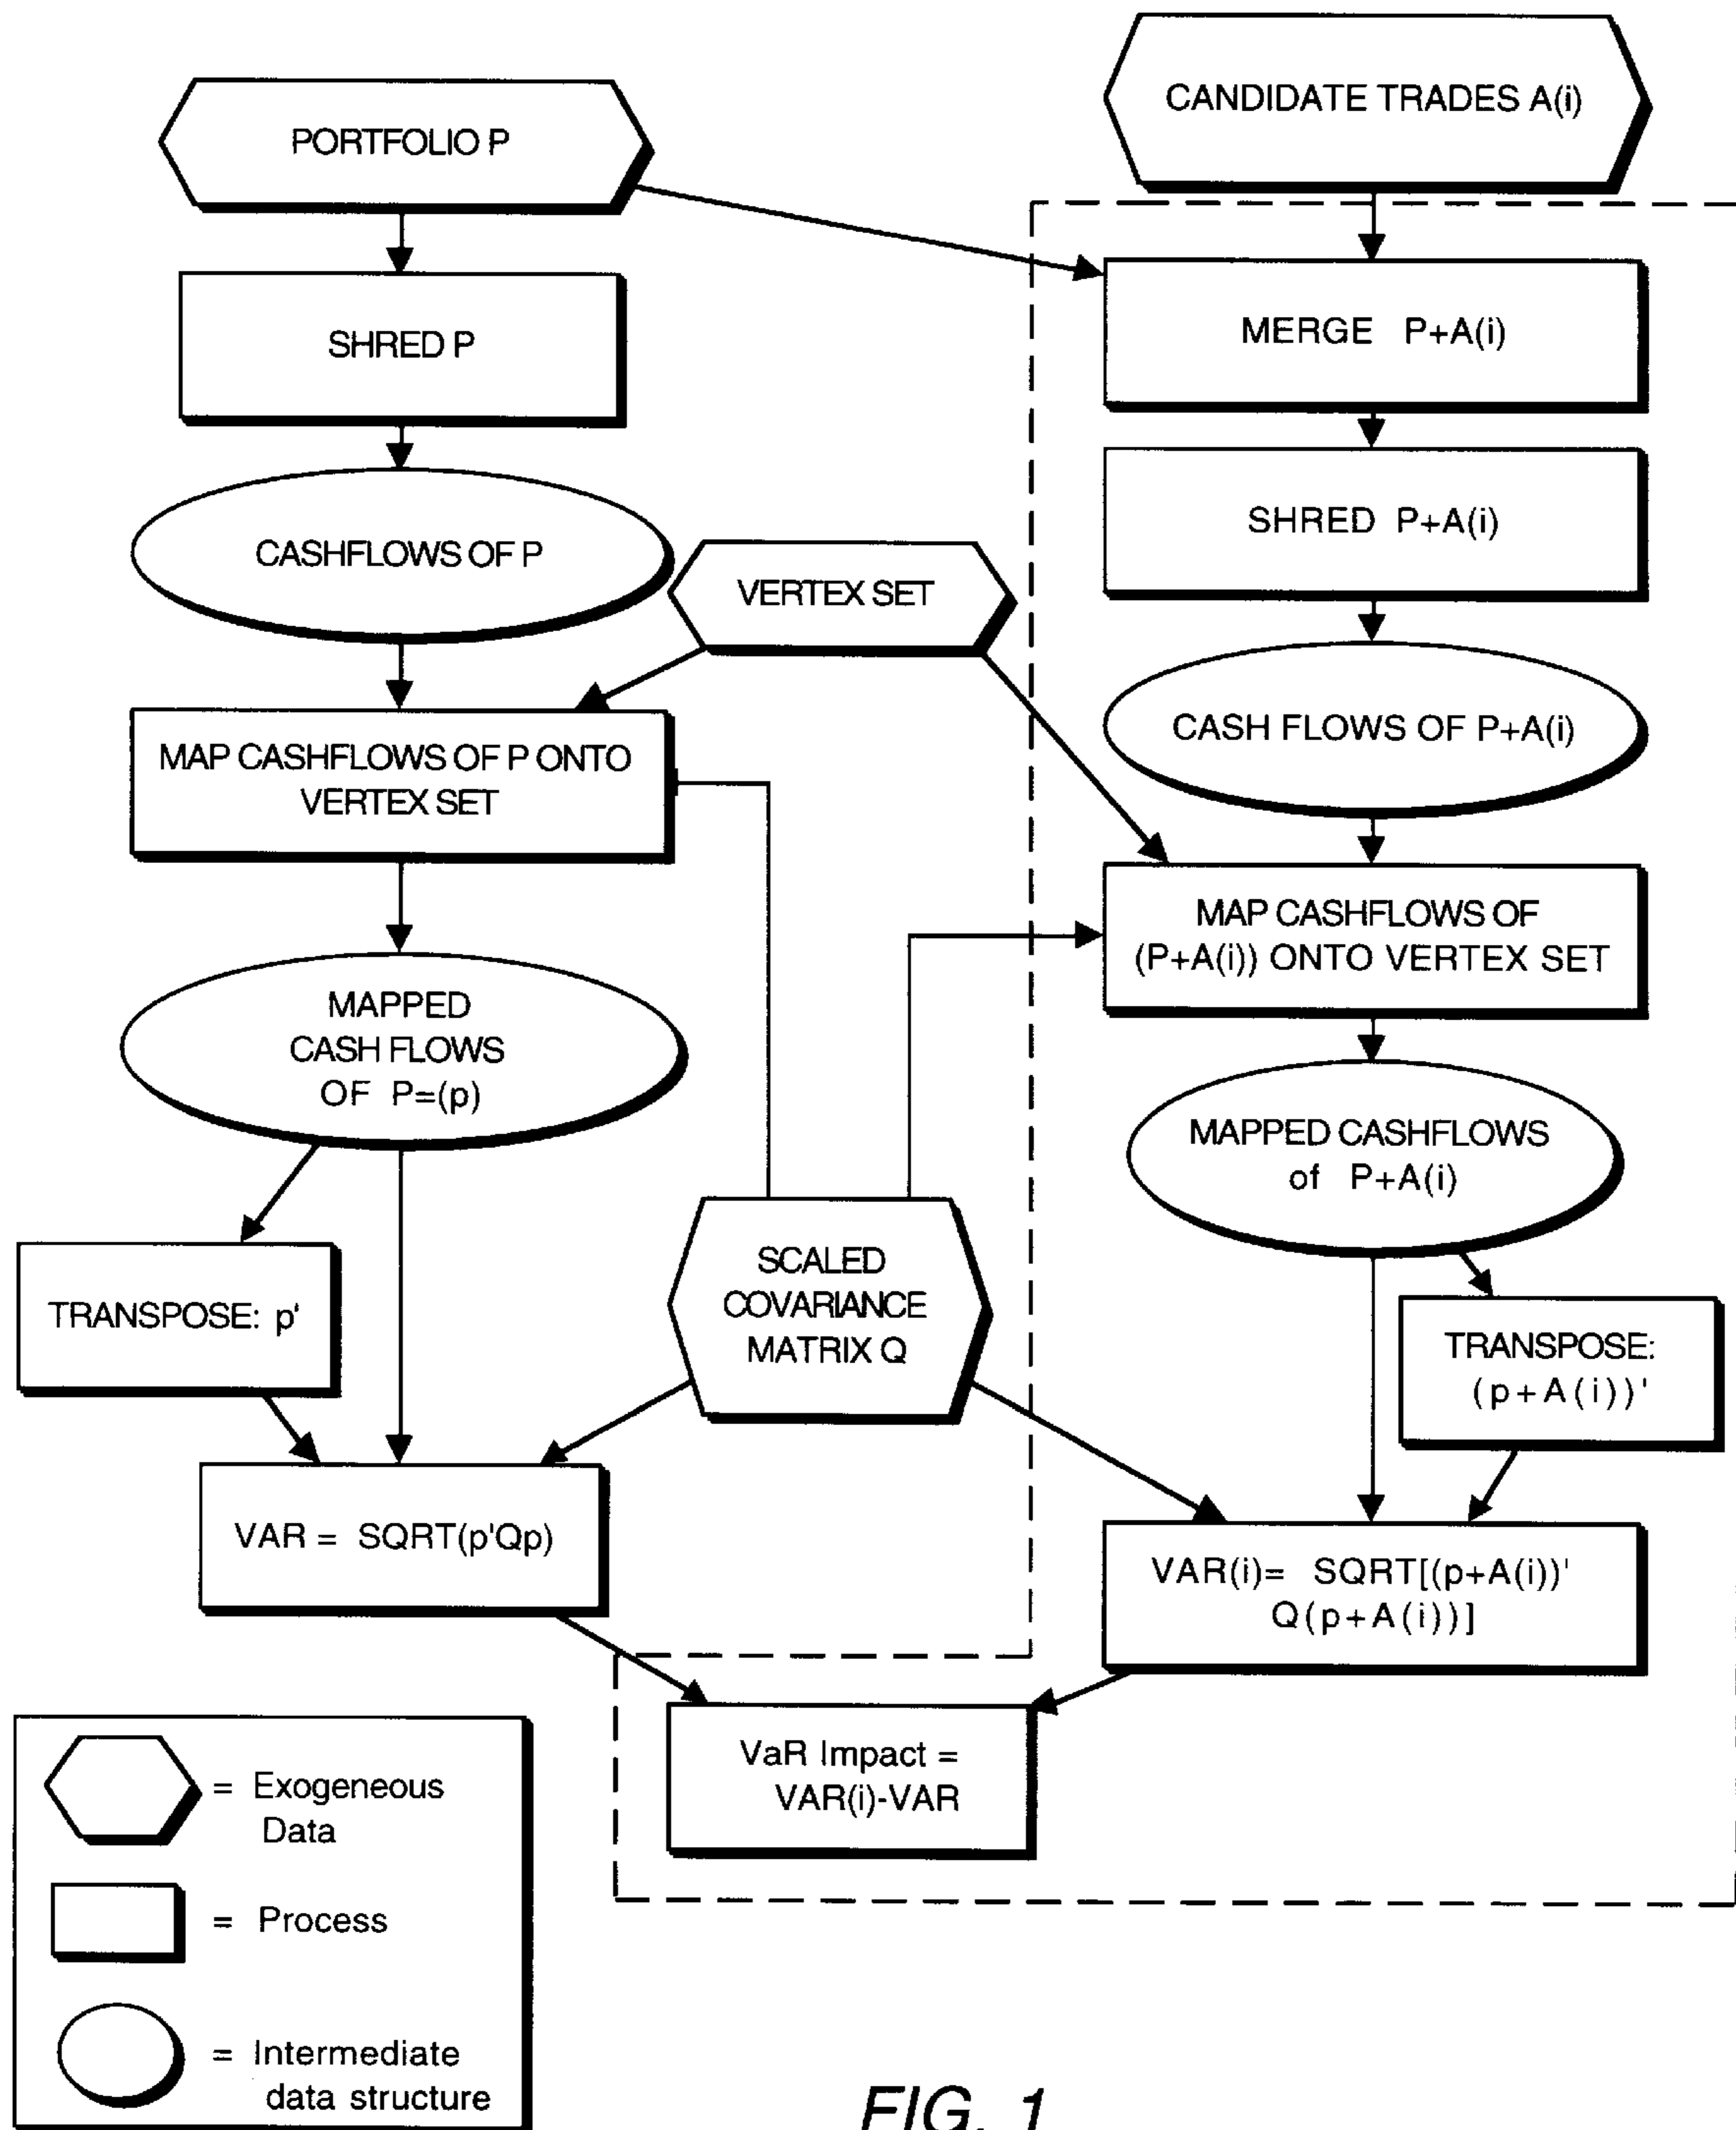 CANDIDATE TRADES A(i)
PORTFOLIO P
MERGE P+A(i)
SHRED P
SHRED P+A(i)
CASHFLOWS OF P
VERTEX SET
CASH FLOWS OF P+A(i)
MAP CASHFLOWS OF P ONTO
VERTEX SET
MAP CASHFLOWS OF
(P+A(i)) ONTO VERTEX SET
MAPPED
CASH FLOWS
OF P=(p)
MAPPED CASHFLOWS
of P+A(i)
TRANSPOSE: p'
SCALED
COVARIANCE
MATRIX Q
TRANSPOSE:
(p+A(i))'
VAR = SQRT(p'Qp)
VAR(i)= SQRT[(p+A(i))'
Q(p+A(i))]
VaR Impact =
VAR(i)-VAR
= Exogeneous
Data
= Process
= Intermediate
data structure
FIG. 1